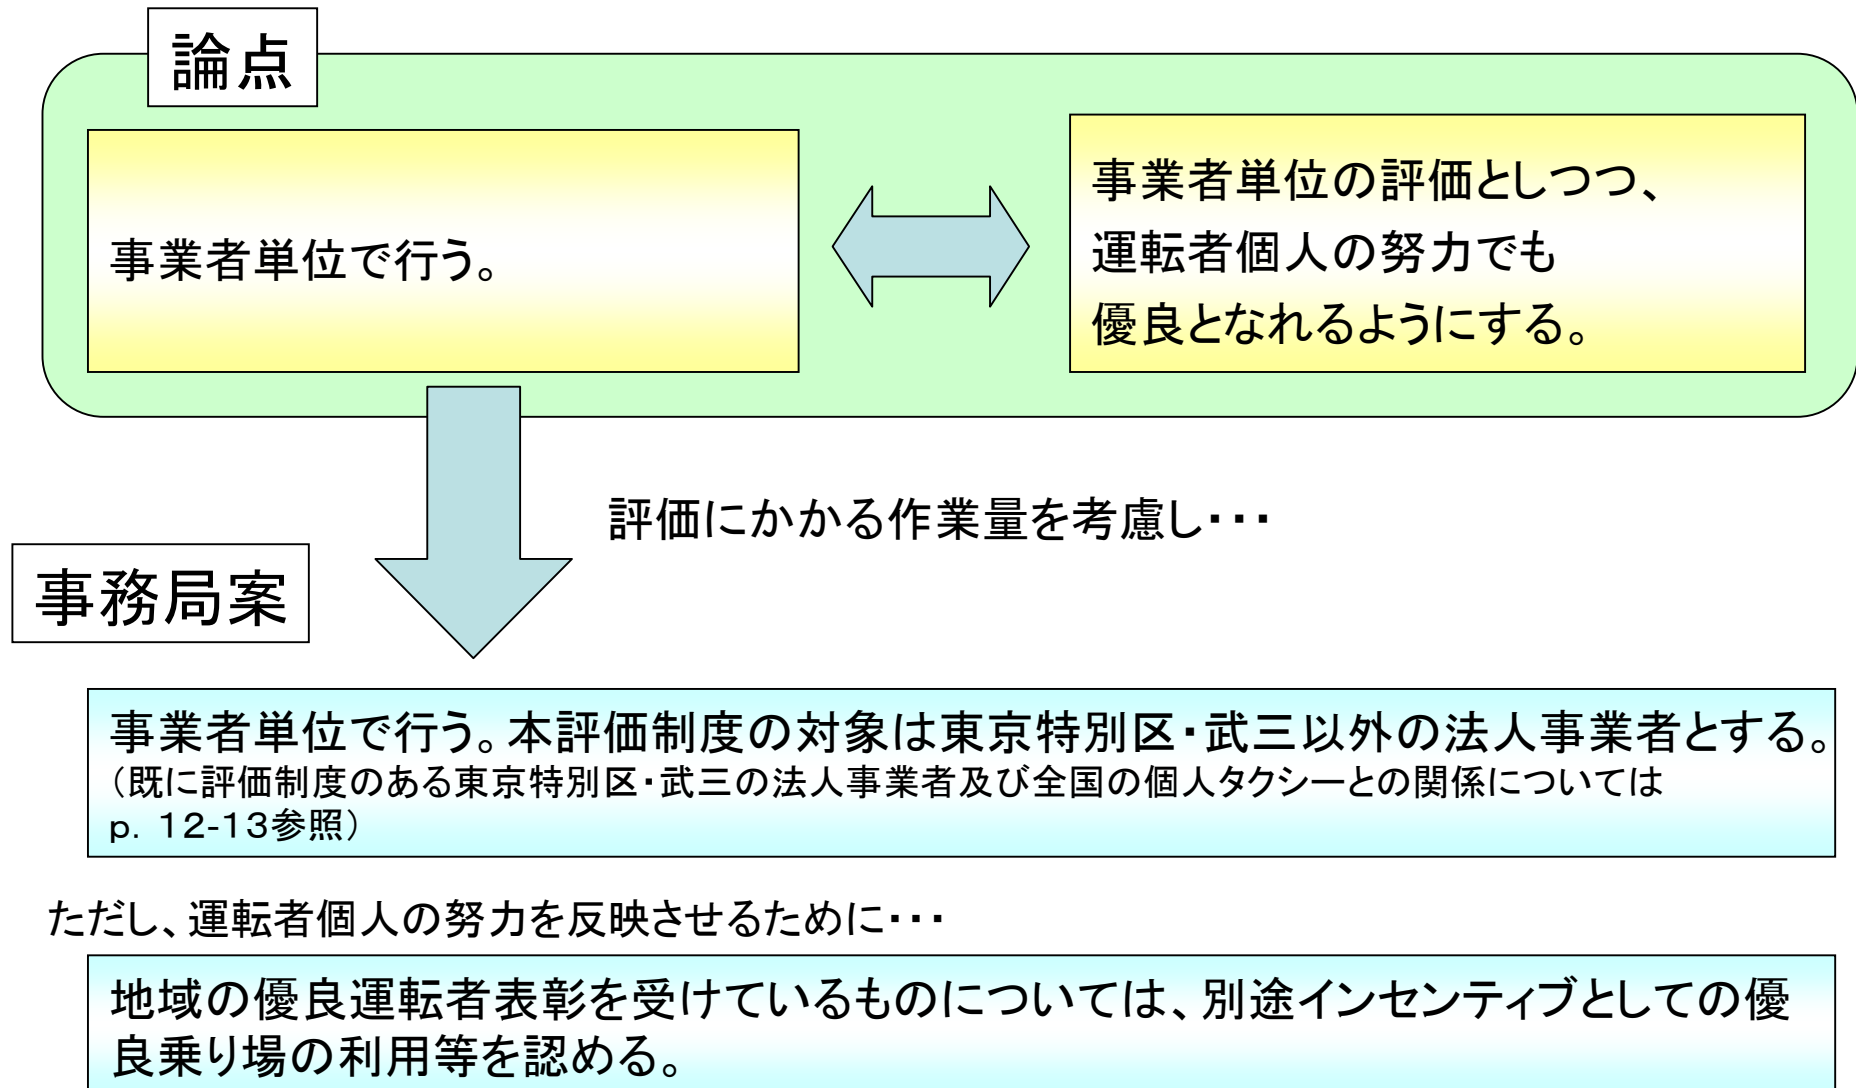 論点
事業者単位で行う。
事業者単位の評価としつつ、
運転者個人の努力でも
優良となれるようにする。
評価にかかる作業量を考慮し・・・
事務局案
事業者単位で行う。本評価制度の対象は東京特別区・武三以外の法人事業者とする。
（既に評価制度のある東京特別区・武三の法人事業者及び全国の個人タクシーとの関係については
p. 12-13参照）
ただし、運転者個人の努力を反映させるために・・・
地域の優良運転者表彰を受けているものについては、別途インセンティブとしての優
良乗り場の利用等を認める。